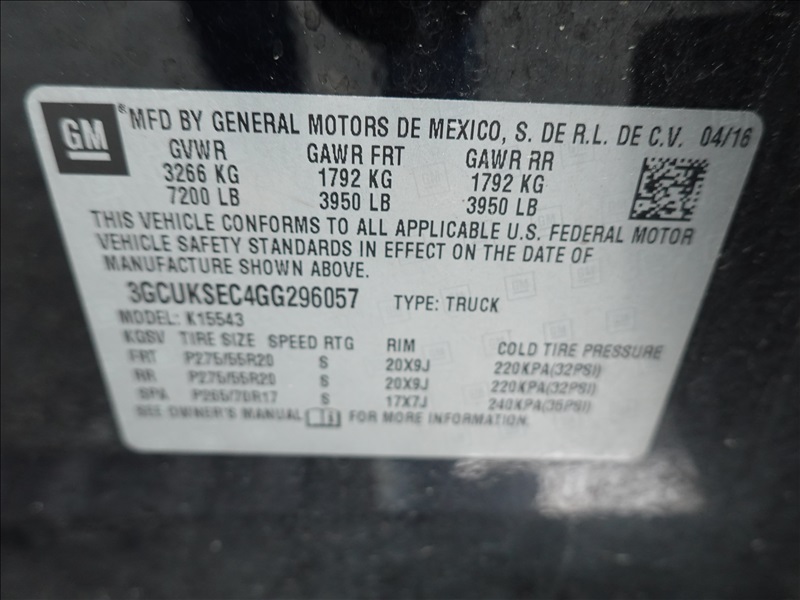 GM ® MFD BY GENERAL MOTORS DE MEXICO, S. DE R.L. DE C.V. 04/16
GVWR GAWR FRT GAWR RR
3266 KG 1792 KG 1792 KG
7200 LB 3950 LB 3950 LB
THIS VEHICLE CONFORMS TO ALL APPLICABLE U.S. FEDERAL MOTOR
VEHICLE SAFETY STANDARDS IN EFFECT ON THE DATE OF
MANUFACTURE SHOWN ABOVE.
3GCUKSEC4GG296057 TYPE: TRUCK
MODEL: K15543
KGSV TIRE SIZE SPEED RTG RIM COLD TIRE PRESSURE
FRT P275/55R20 S 20X9J 220KPA(32PSI)
RR P275/55R20 S 20X9J 220KPA(32PSI)
SPA P265/70R17 S 17X7J 240KPA(35PSI)
SEE OWNER'S MANUAL FOR MORE INFORMATION.